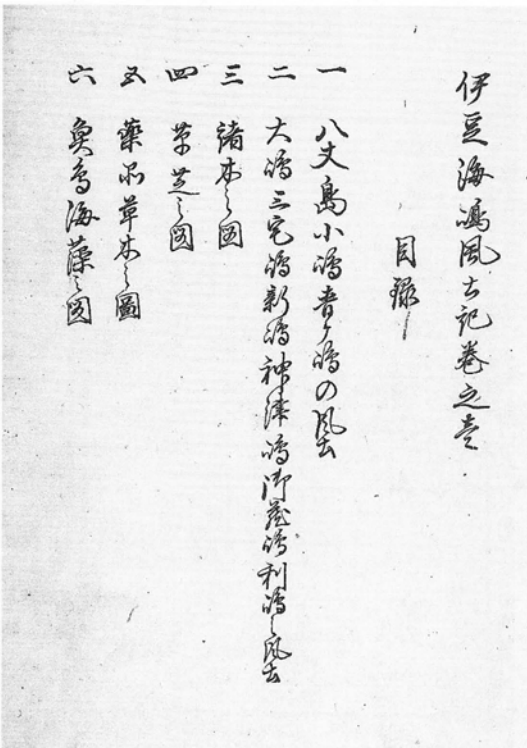 伊豆海嶋風土記巻之壱
目録
一 八丈島小嶋青ヶ嶋の風土
二 大嶋三宅嶋新嶋神津嶋御蔵嶋利嶋之風土
三 諸木之図
四 草芝之図
五 薬品草木之圖
六 魚鳥海藻之図